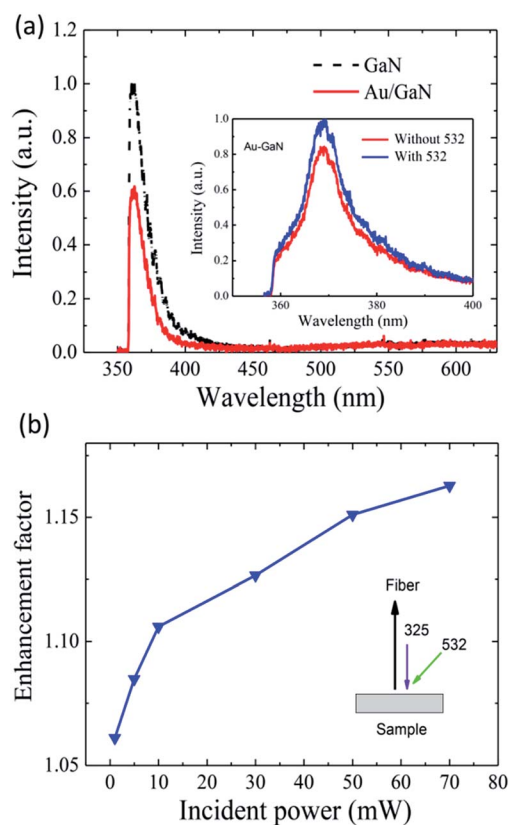 (a)
1.2
1.0
0.8
0.6
0.4
0.2
0.0
Intensity (a.u.)
GaN
Au/GaN
1.0
0.8
0.6
0.4
0.2
0.0
Intensity (a.u.)
Au-GaN
Without 532
With 532
360 380 400
Wavelength (nm)
350 400 450 500 550 600
Wavelength (nm)
(b)
1.15
1.10
1.05
Enhancement factor
Fiber
325
532
Sample
0 10 20 30 40 50 60 70 80
Incident power (mW)